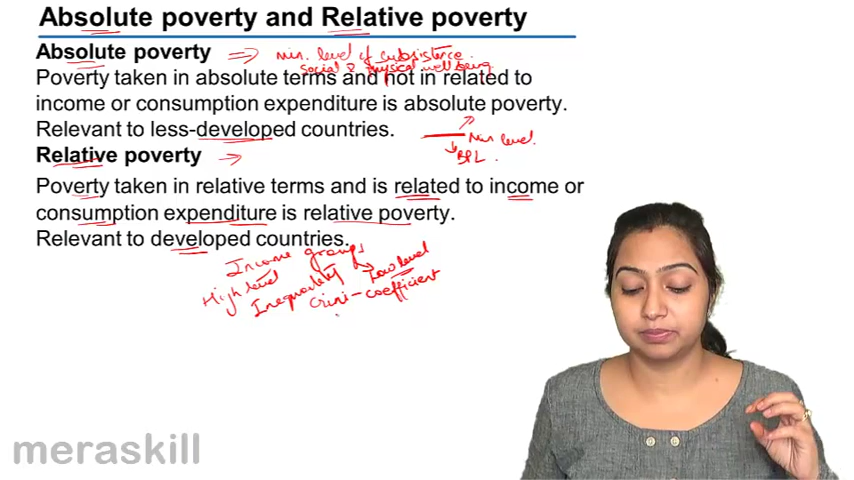 Absolute poverty and Relative poverty
Absolute poverty => min. level of subsistence
social & physical well being
Poverty taken in absolute terms and not in related to
income or consumption expenditure is absolute poverty.
Relevant to less-developed countries.
Min level
BPL
Relative poverty
Poverty taken in relative terms and is related to income or
consumption expenditure is relative poverty.
Relevant to developed countries.
Income groups
High level
Low level
Inequality
Gini-coefficient
meraskill